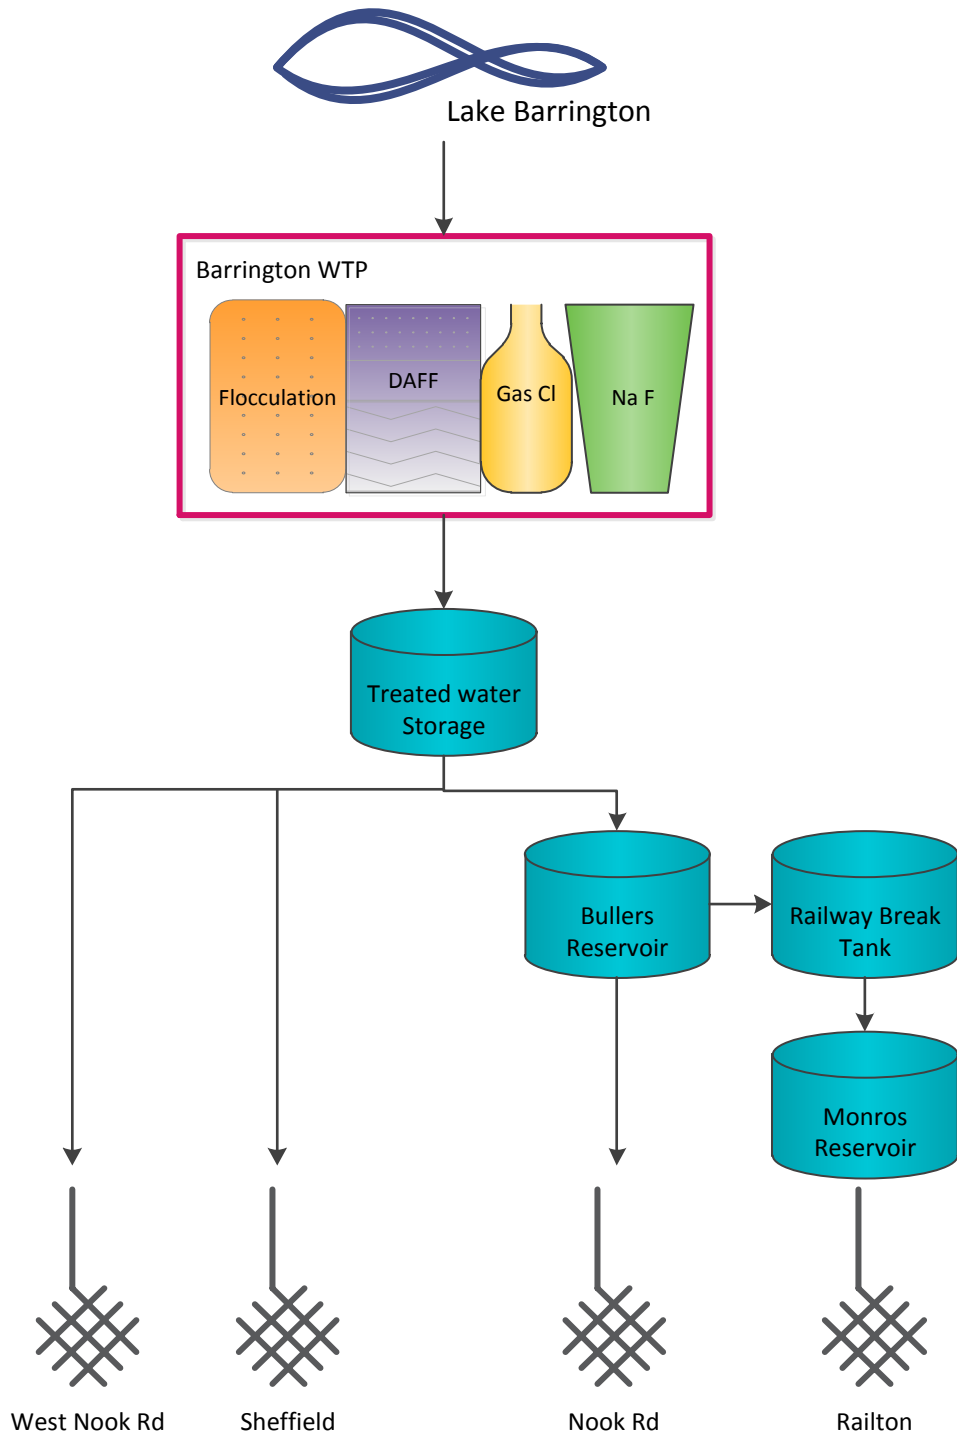 Lake Barrington
Barrington WTP
Flocculation
DAFF
Gas Cl
Na F
Treated water
Storage
Bullers
Reservoir
Railway Break
Tank
Monros
Reservoir
West Nook Rd
Sheffield
Nook Rd
Railton